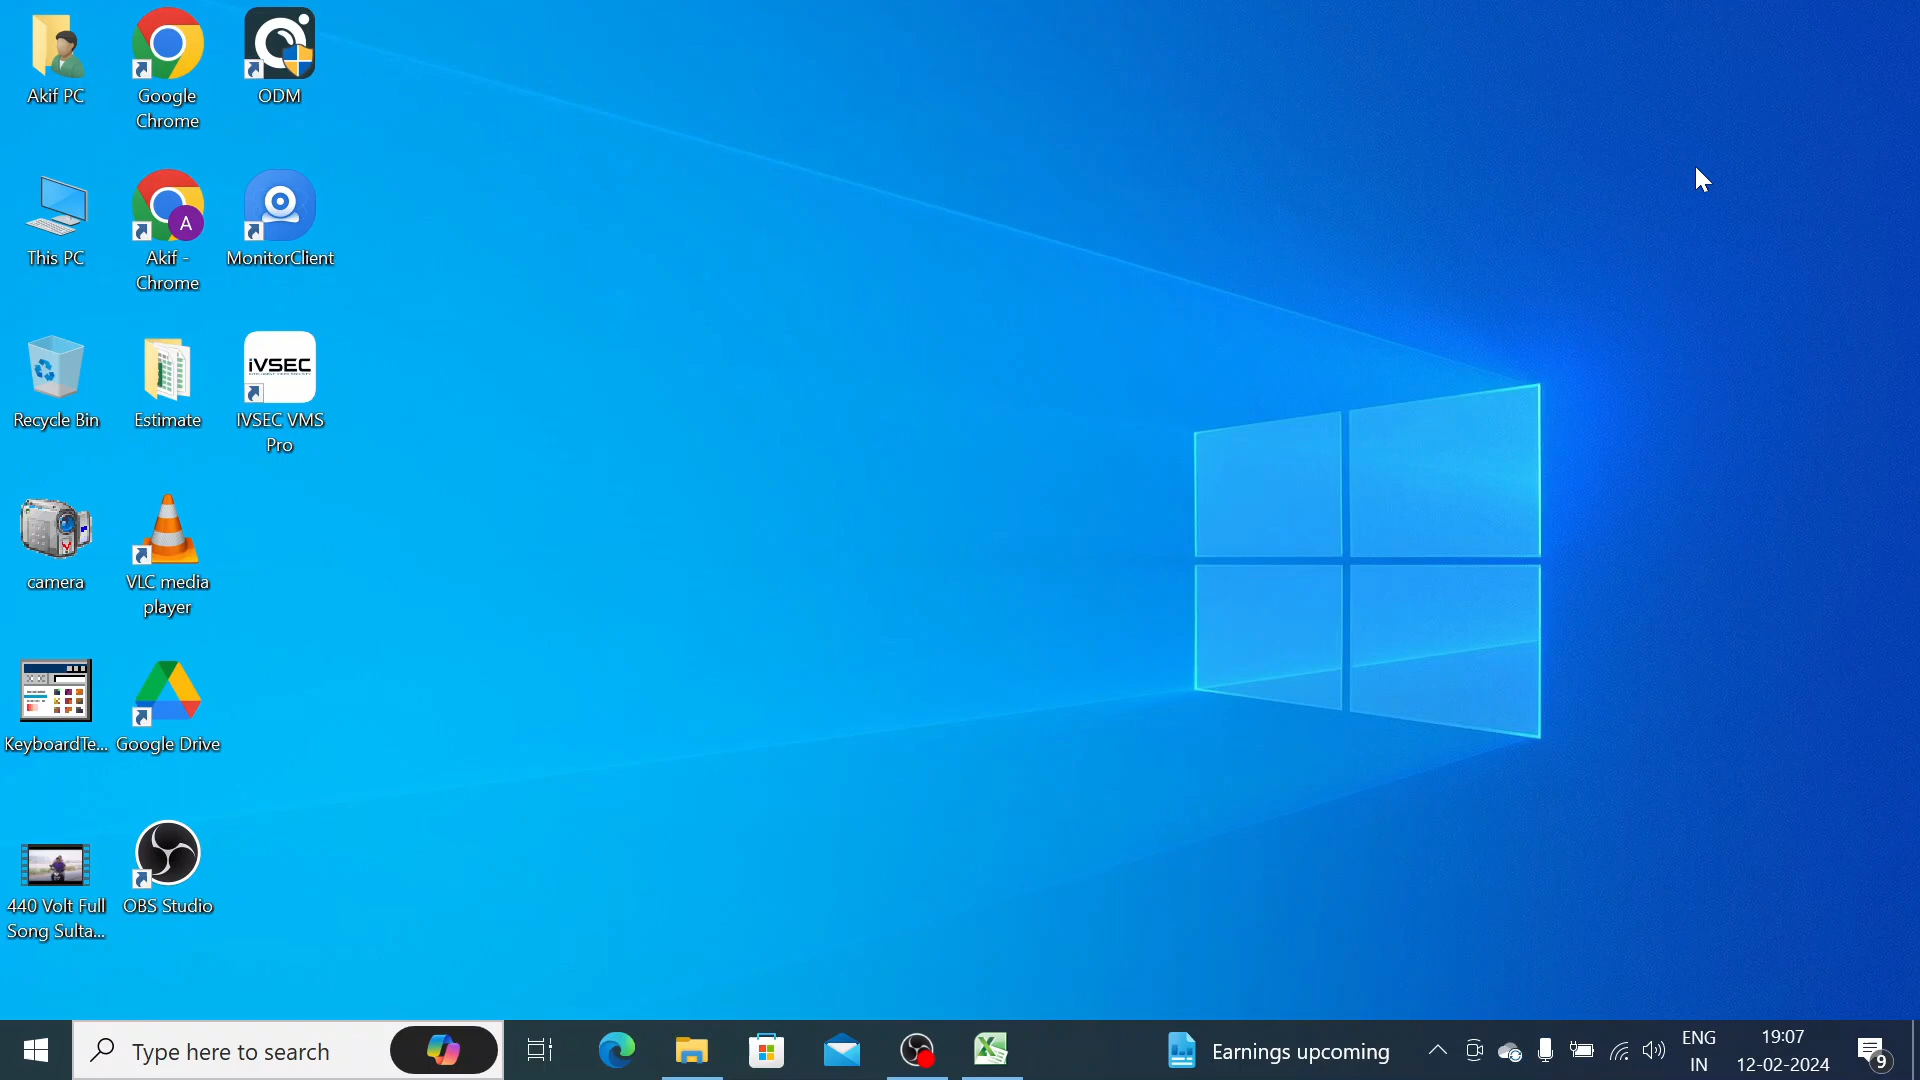 Akif PC
Google
Chrome
ODM
This PC
A
Akif -
Chrome
MonitorClient
Recycle Bin
Estimate
iVSEC
IVSEC VMS
Pro
camera
VLC media
player
KeyboardTe...
Google Drive
440 Volt Full
Song Sulta...
OBS Studio
Type here to search
Earnings upcoming
ENG
IN
19:07
12-02-2024
9